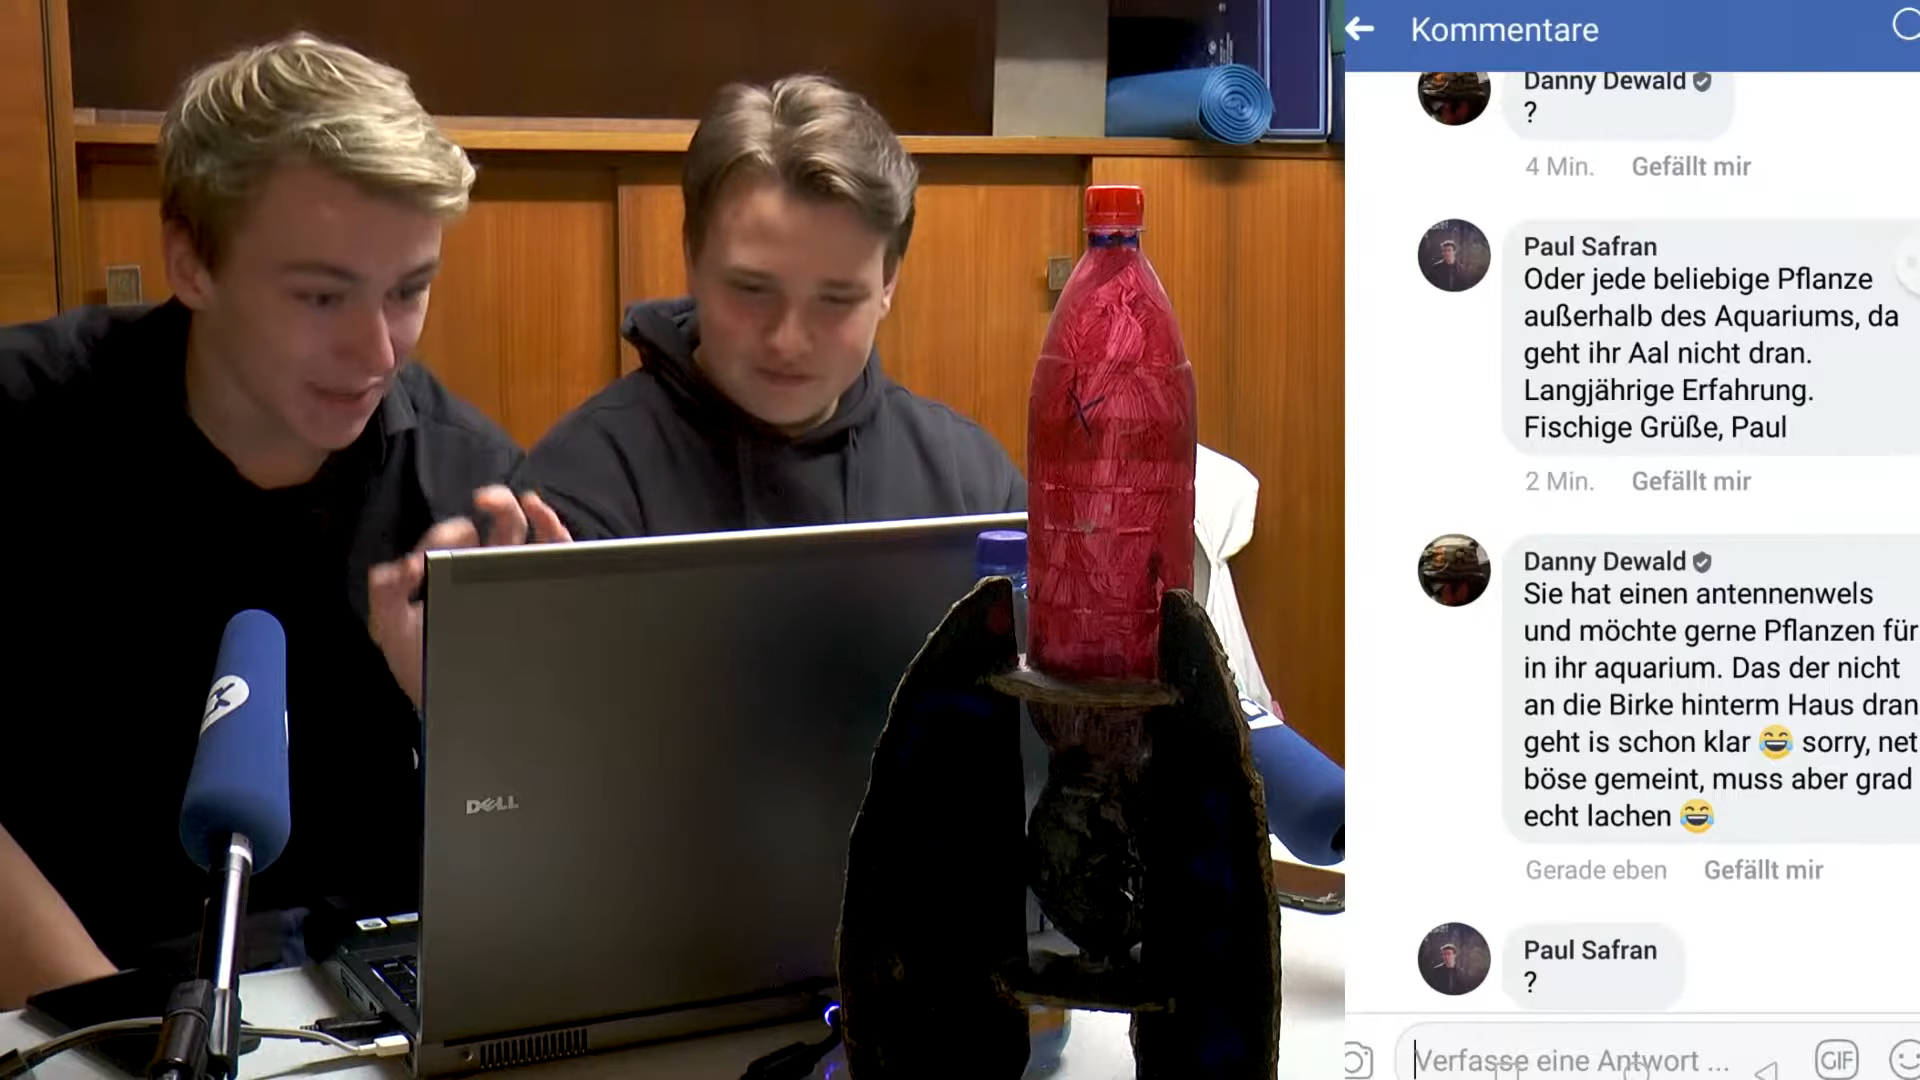 Kommentare
Danny Dewald
?
4 Min. Gefällt mir
Paul Safran
Oder jede beliebige Pflanze
außerhalb des Aquariums, da
geht ihr Aal nicht dran.
Langjährige Erfahrung.
Fischige Grüße, Paul
2 Min. Gefällt mir
Danny Dewald
Sie hat einen antennenwels
und möchte gerne Pflanzen für
in ihr aquarium. Das der nicht
an die Birke hinterm Haus dran
geht is schon klar 😂 sorry, net
böse gemeint, muss aber grad
echt lachen 😂
Gerade eben Gefällt mir
Paul Safran
?
Verfasse eine Antwort ...
GIF
DELL